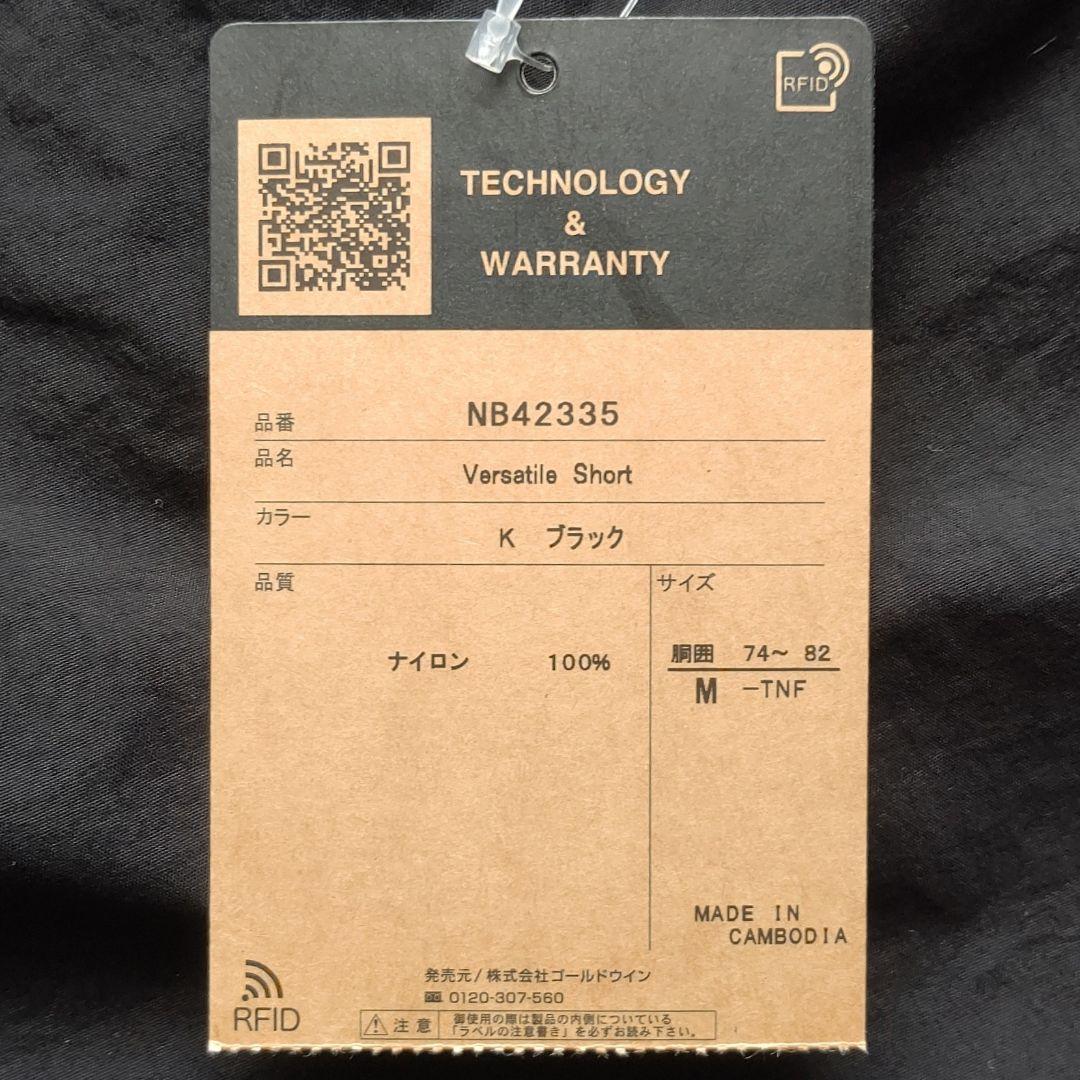 RFID
TECHNOLOGY
&
WARRANTY
品番 NB42335
品名 Versatile Short
カラー K ブラック
品質
ナイロン 100%
サイズ
胴囲 74〜 82
M -TNF
MADE IN
CAMBODIA
発売元/株式会社ゴールドウイン
0120-307-560
RFID
注意
御使用の際は製品の内側についている
「ラベルの注意書き」を必ずお読み下さい。